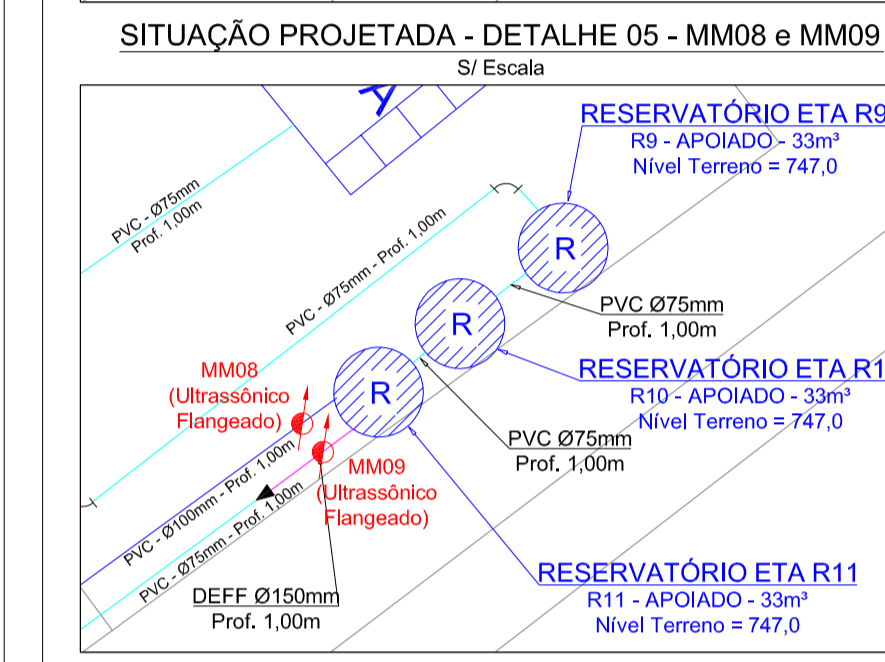 SITUAÇÃO PROJETADA - DETALHE 05 - MM08 e MM09
S/ Escala
A
RESERVATÓRIO ETA R9
R9 - APOIADO - 33m³
Nível Terreno = 747,0
PVC - Ø75mm
Prof. 1,00m
PVC - Ø75mm - Prof. 1,00m
R
PVC Ø75mm
Prof. 1,00m
R
RESERVATÓRIO ETA R1
R10 - APOIADO - 33m³
Nível Terreno = 747,0
MM08
(Ultrassônico
Flangeado)
R
PVC Ø75mm
Prof. 1,00m
MM09
(Ultrassônico
Flangeado)
PVC - Ø100mm - Prof. 1,00m
PVC - Ø75mm - Prof. 1,00m
DEFF Ø150mm
Prof. 1,00m
RESERVATÓRIO ETA R11
R11 - APOIADO - 33m³
Nível Terreno = 747,0